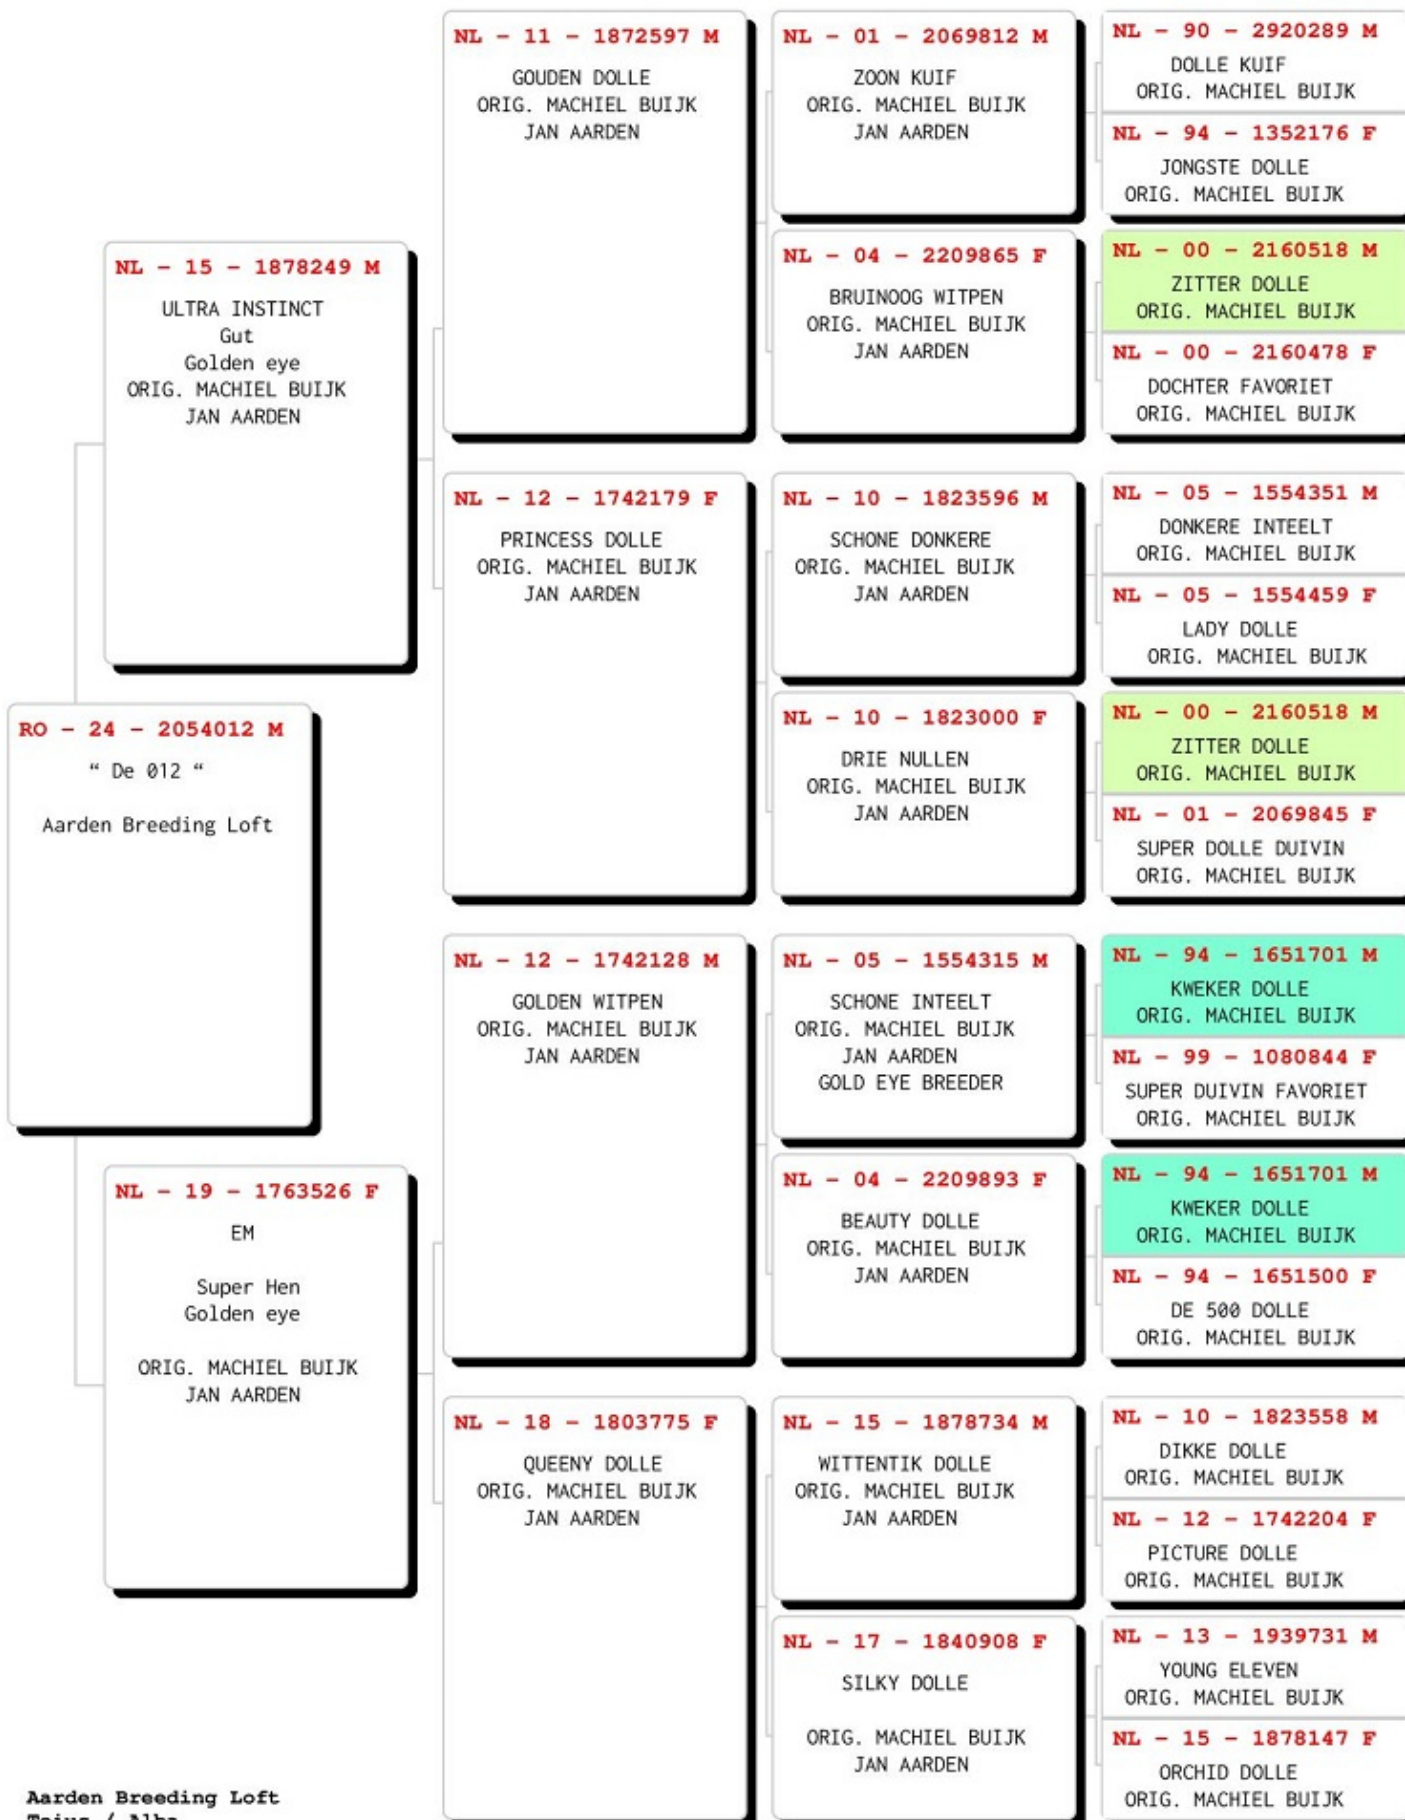 RO - 24 - 2054012 M
“ De 012 “
Aarden Breeding Loft
NL - 15 - 1878249 M
ULTRA INSTINCT
Gut
Golden eye
ORIG. MACHIEL BUIJK
JAN AARDEN
NL - 19 - 1763526 F
EM
Super Hen
Golden eye
ORIG. MACHIEL BUIJK
JAN AARDEN
NL - 11 - 1872597 M
GOUDEN DOLLE
ORIG. MACHIEL BUIJK
JAN AARDEN
NL - 12 - 1742179 F
PRINCESS DOLLE
ORIG. MACHIEL BUIJK
JAN AARDEN
NL - 12 - 1742128 M
GOLDEN WITPEN
ORIG. MACHIEL BUIJK
JAN AARDEN
NL - 18 - 1803775 F
QUEENY DOLLE
ORIG. MACHIEL BUIJK
JAN AARDEN
NL - 01 - 2069812 M
ZOON KUIF
ORIG. MACHIEL BUIJK
JAN AARDEN
NL - 04 - 2209865 F
BRUINOOG WITPEN
ORIG. MACHIEL BUIJK
JAN AARDEN
NL - 10 - 1823596 M
SCHONE DONKERE
ORIG. MACHIEL BUIJK
JAN AARDEN
NL - 10 - 1823000 F
DRIE NULLEN
ORIG. MACHIEL BUIJK
JAN AARDEN
NL - 05 - 1554315 M
SCHONE INTEELT
ORIG. MACHIEL BUIJK
JAN AARDEN
GOLD EYE BREEDER
NL - 04 - 2209893 F
BEAUTY DOLLE
ORIG. MACHIEL BUIJK
JAN AARDEN
NL - 15 - 1878734 M
WITTENTIK DOLLE
ORIG. MACHIEL BUIJK
JAN AARDEN
NL - 17 - 1840908 F
SILKY DOLLE
ORIG. MACHIEL BUIJK
JAN AARDEN
NL - 90 - 2920289 M
DOLLE KUIF
ORIG. MACHIEL BUIJK
NL - 94 - 1352176 F
JONGSTE DOLLE
ORIG. MACHIEL BUIJK
NL - 00 - 2160518 M
ZITTER DOLLE
ORIG. MACHIEL BUIJK
NL - 00 - 2160478 F
DOCHTER FAVORIET
ORIG. MACHIEL BUIJK
NL - 05 - 1554351 M
DONKERE INTEELT
ORIG. MACHIEL BUIJK
NL - 05 - 1554459 F
LADY DOLLE
ORIG. MACHIEL BUIJK
NL - 00 - 2160518 M
ZITTER DOLLE
ORIG. MACHIEL BUIJK
NL - 01 - 2069845 F
SUPER DOLLE DUIVIN
ORIG. MACHIEL BUIJK
NL - 94 - 1651701 M
KWEKER DOLLE
ORIG. MACHIEL BUIJK
NL - 99 - 1080844 F
SUPER DUIVIN FAVORIET
ORIG. MACHIEL BUIJK
NL - 94 - 1651701 M
KWEKER DOLLE
ORIG. MACHIEL BUIJK
NL - 94 - 1651500 F
DE 500 DOLLE
ORIG. MACHIEL BUIJK
NL - 10 - 1823558 M
DIKKE DOLLE
ORIG. MACHIEL BUIJK
NL - 12 - 1742204 F
PICTURE DOLLE
ORIG. MACHIEL BUIJK
NL - 13 - 1939731 M
YOUNG ELEVEN
ORIG. MACHIEL BUIJK
NL - 15 - 1878147 F
ORCHID DOLLE
ORIG. MACHIEL BUIJK
Aarden Breeding Loft